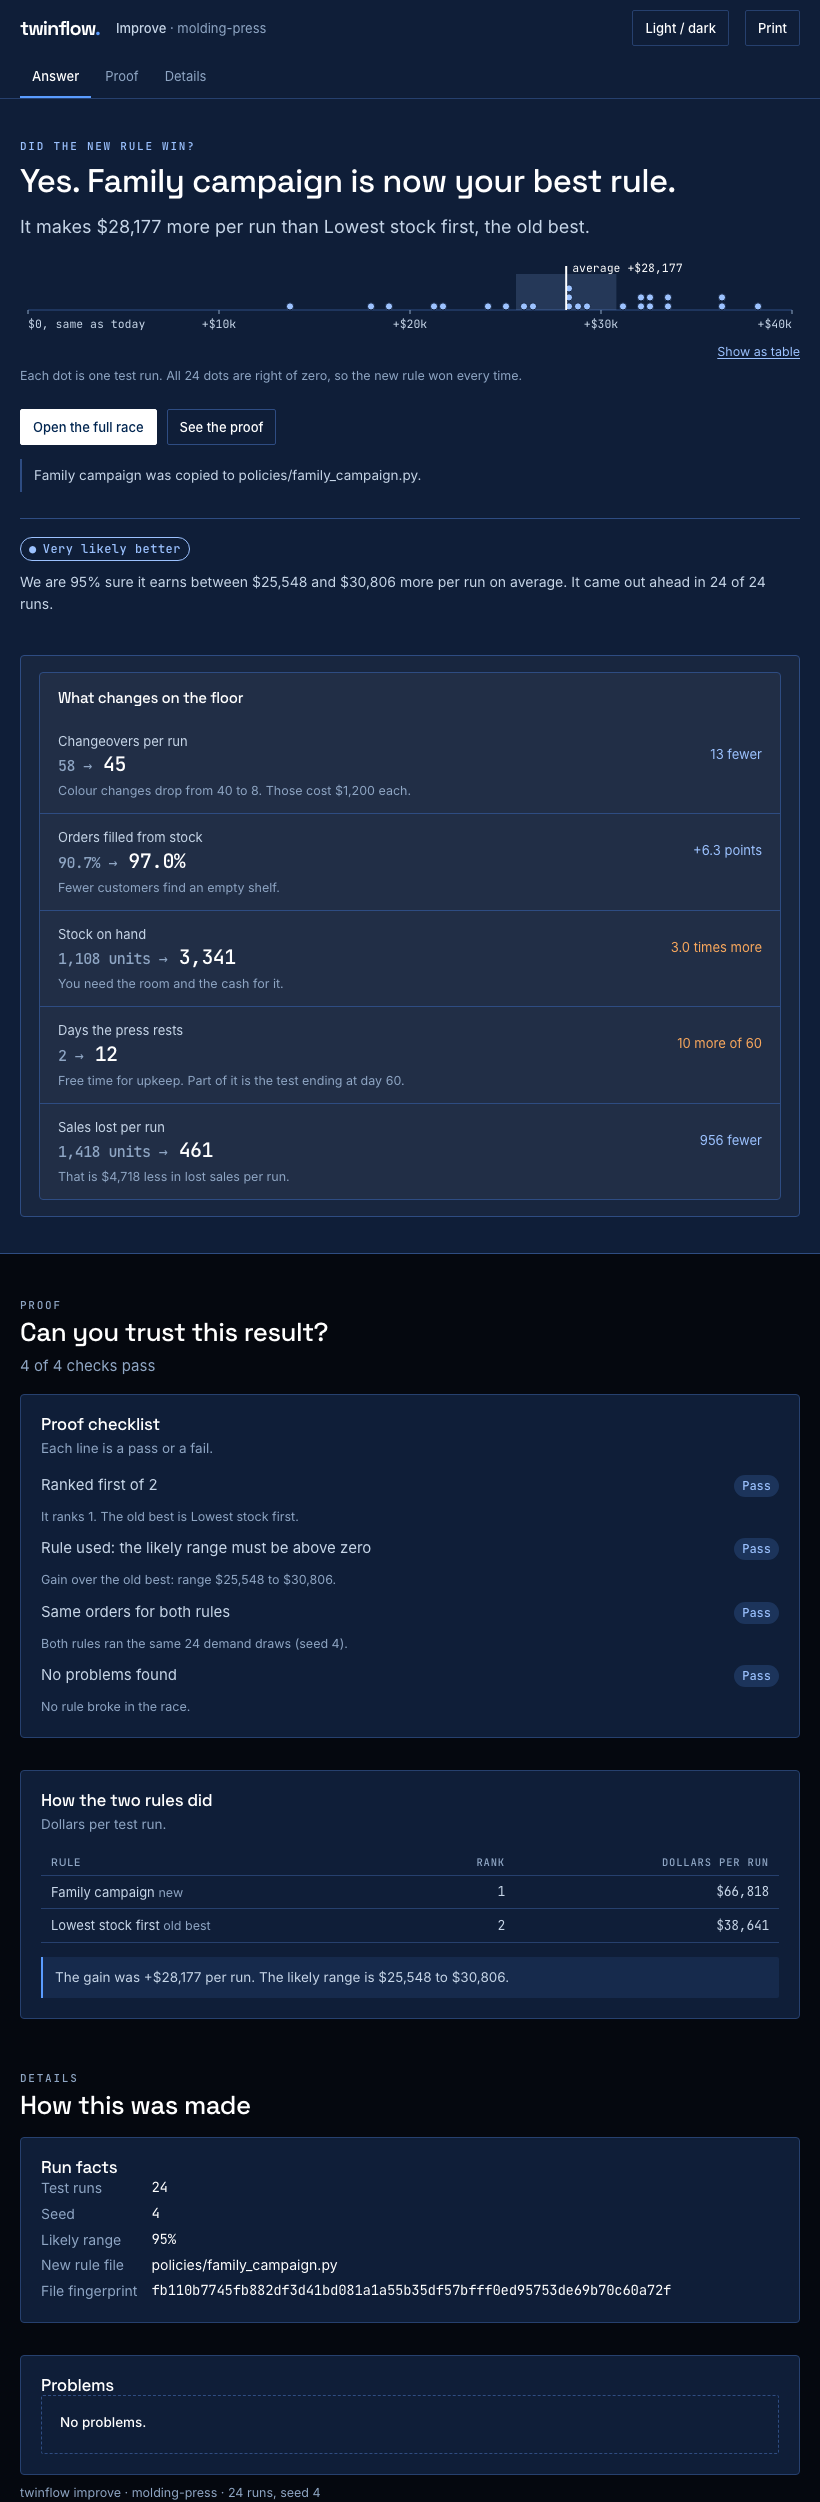 twinflow. Improve · molding-press Light / dark Print
Answer Proof Details
DID THE NEW RULE WIN?
Yes. Family campaign is now your best rule.
It makes $28,177 more per run than Lowest stock first, the old best.
average +$28,177
$0, same as today +$10k +$20k +$30k +$40k
Show as table
Each dot is one test run. All 24 dots are right of zero, so the new rule won every time.
Open the full race See the proof
Family campaign was copied to policies/family_campaign.py.
Very likely better
We are 95% sure it earns between $25,548 and $30,806 more per run on average. It came out ahead in 24 of 24
runs.
What changes on the floor
Changeovers per run
58 → 45
13 fewer
Colour changes drop from 40 to 8. Those cost $1,200 each.
Orders filled from stock
90.7% → 97.0%
+6.3 points
Fewer customers find an empty shelf.
Stock on hand
1,108 units → 3,341
3.0 times more
You need the room and the cash for it.
Days the press rests
2 → 12
10 more of 60
Free time for upkeep. Part of it is the test ending at day 60.
Sales lost per run
1,418 units → 461
956 fewer
That is $4,718 less in lost sales per run.
PROOF
Can you trust this result?
4 of 4 checks pass
Proof checklist
Each line is a pass or a fail.
Ranked first of 2 Pass
It ranks 1. The old best is Lowest stock first.
Rule used: the likely range must be above zero Pass
Gain over the old best: range $25,548 to $30,806.
Same orders for both rules Pass
Both rules ran the same 24 demand draws (seed 4).
No problems found Pass
No rule broke in the race.
How the two rules did
Dollars per test run.
RULE RANK DOLLARS PER RUN
Family campaign new 1 $66,818
Lowest stock first old best 2 $38,641
The gain was +$28,177 per run. The likely range is $25,548 to $30,806.
DETAILS
How this was made
Run facts
Test runs 24
Seed 4
Likely range 95%
New rule file policies/family_campaign.py
File fingerprint fb110b7745fb882df3d41bd081a1a55b35df57bfff0ed95753de69b70c60a72f
Problems
No problems.
twinflow improve · molding-press · 24 runs, seed 4